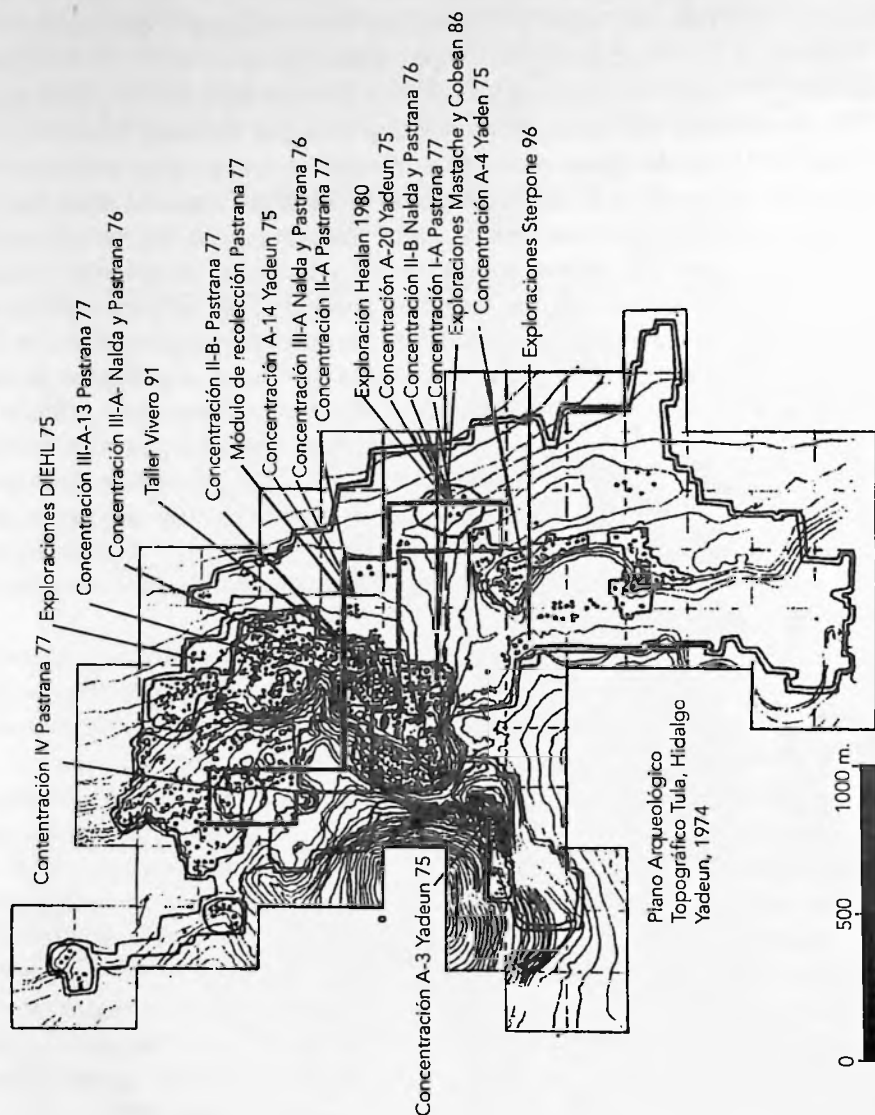 Contentración IV Pastrana 77
Exploraciones DIEHL 75
Concentración III-A-13 Pastrana 77
Concentración III-A- Nalda y Pastrana 76
Taller Vivero 91
Concentración II-B- Pastrana 77
Módulo de recolección Pastrana 77
Concentración A-14 Yadeun 75
Concentración III-A Nalda y Pastrana 76
Concentración II-A Pastrana 77
Exploración Healan 1980
Concentración A-20 Yadeun 75
Concentración II-B Nalda y Pastrana 76
Concentración I-A Pastrana 77
Exploraciones Mastache y Cobean 86
Concentración A-4 Yaden 75
Exploraciones Sterpone 96
Concentración A-3 Yadeun 75
Plano Arqueológico
Topográfico Tula, Hidalgo
Yadeun, 1974
0 500 1000 m.